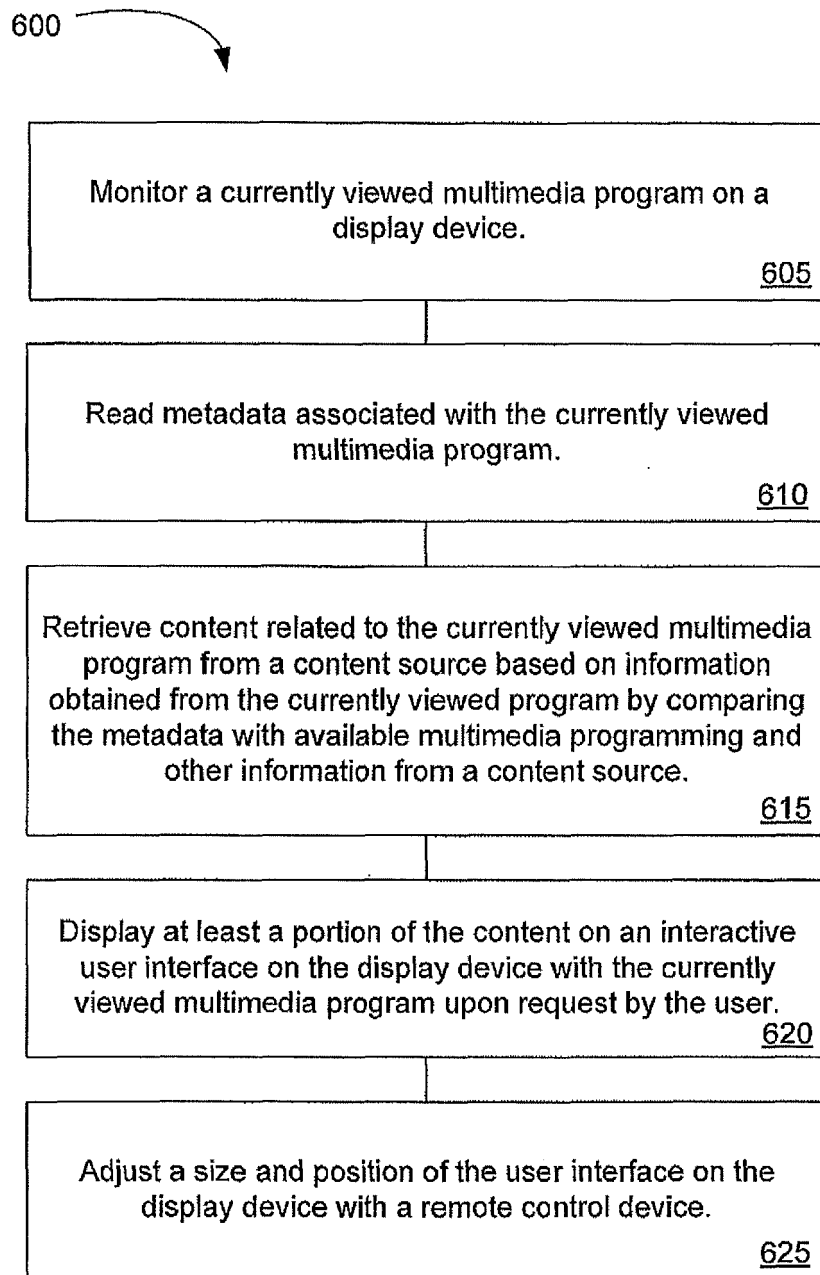 600
Monitor a currently viewed multimedia program on a
display device.
605
Read metadata associated with the currently viewed
multimedia program.
610
Retrieve content related to the currently viewed multimedia
program from a content source based on information
obtained from the currently viewed program by comparing
the metadata with available multimedia programming and
other information from a content source.
615
Display at least a portion of the content on an interactive
user interface on the display device with the currently
viewed multimedia program upon request by the user.
620
Adjust a size and position of the user interface on the
display device with a remote control device.
625